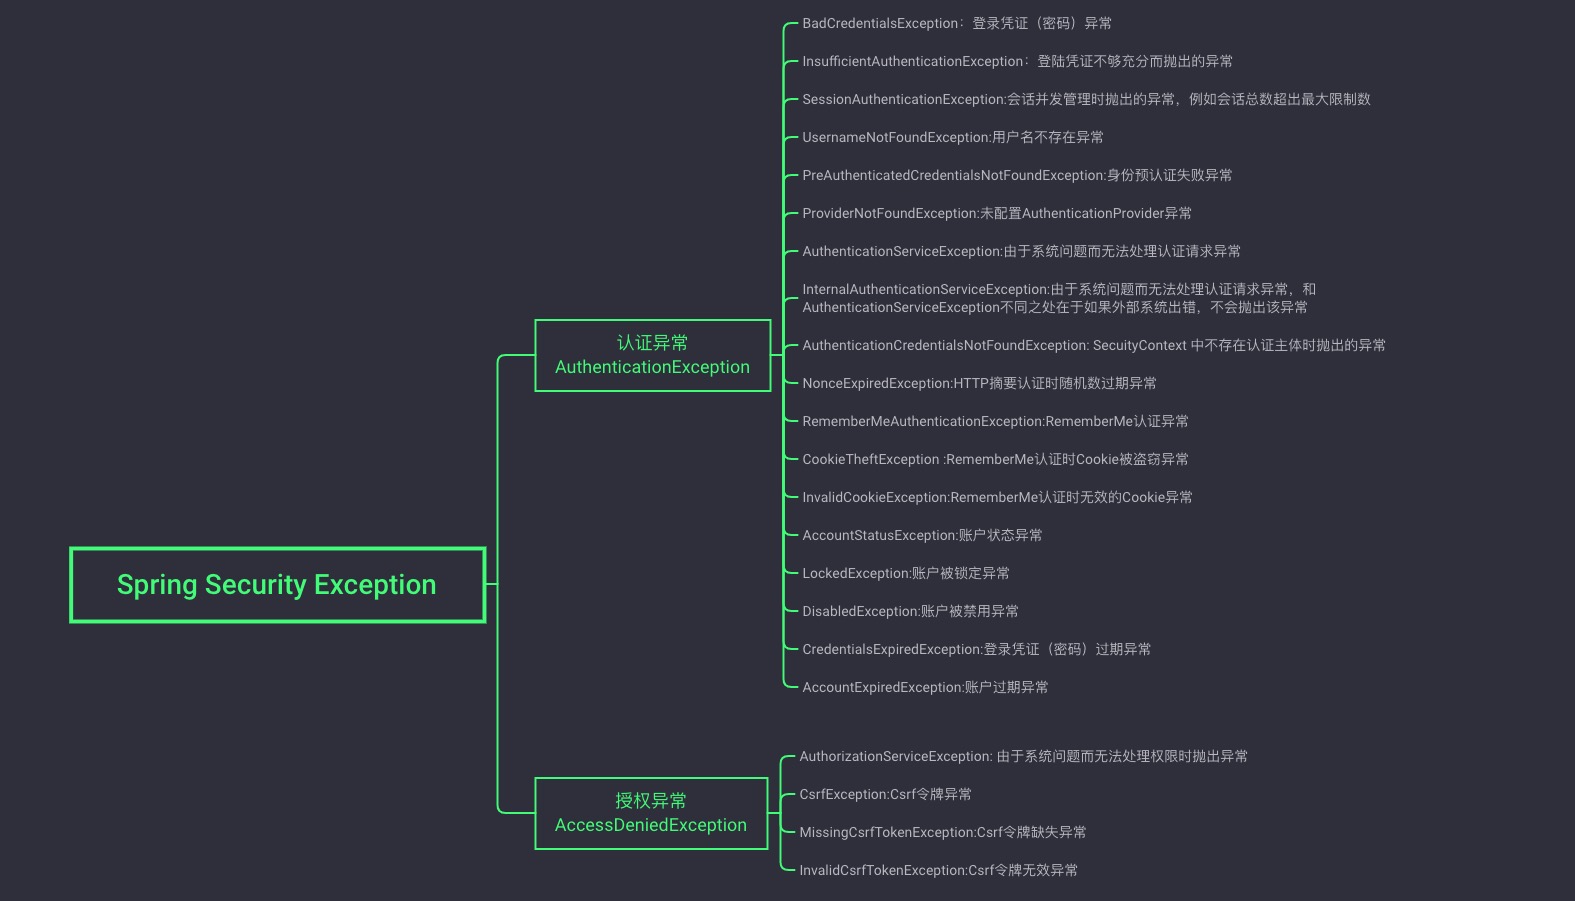 BadCredentialsException：登录凭证（密码）异常
InsufficientAuthenticationException：登陆凭证不够充分而抛出的异常
SessionAuthenticationException:会话并发管理时抛出的异常，例如会话总数超出最大限制数
UsernameNotFoundException:用户名不存在异常
PreAuthenticatedCredentialsNotFoundException:身份预认证失败异常
ProviderNotFoundException:未配置AuthenticationProvider异常
AuthenticationServiceException:由于系统问题而无法处理认证请求异常
InternalAuthenticationServiceException:由于系统问题而无法处理认证请求异常，和
AuthenticationServiceException不同之处在于如果外部系统出错，不会抛出该异常
认证异常
AuthenticationException
AuthenticationCredentialsNotFoundException: SecuityContext 中不存在认证主体时抛出的异常
NonceExpiredException:HTTP摘要认证时随机数过期异常
RememberMeAuthenticationException:RememberMe认证异常
CookieTheftException :RememberMe认证时Cookie被盗窃异常
InvalidCookieException:RememberMe认证时无效的Cookie异常
AccountStatusException:账户状态异常
LockedException:账户被锁定异常
DisabledException:账户被禁用异常
CredentialsExpiredException:登录凭证（密码）过期异常
AccountExpiredException:账户过期异常
Spring Security Exception
授权异常
AccessDeniedException
AuthorizationServiceException: 由于系统问题而无法处理权限时抛出异常
CsrfException:Csrf令牌异常
MissingCsrfTokenException:Csrf令牌缺失异常
InvalidCsrfTokenException:Csrf令牌无效异常